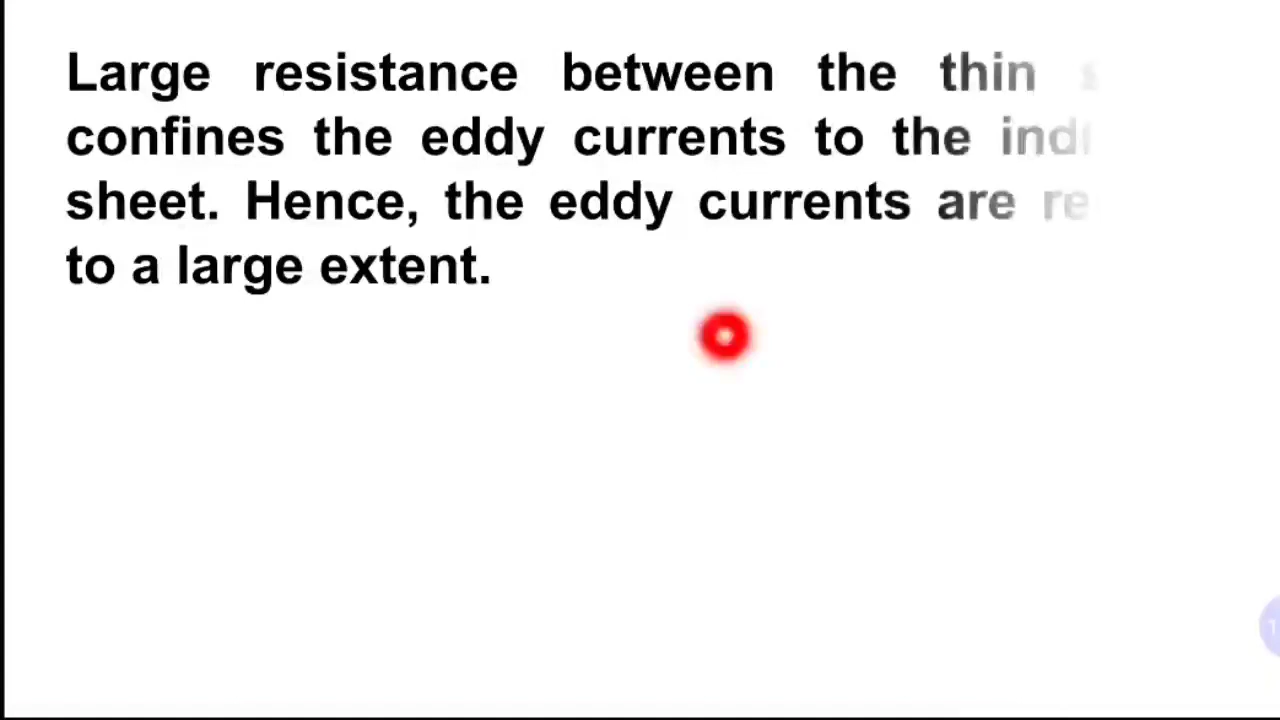 Large resistance between the thin
confines the eddy currents to the
sheet. Hence, the eddy currents are
to a large extent.